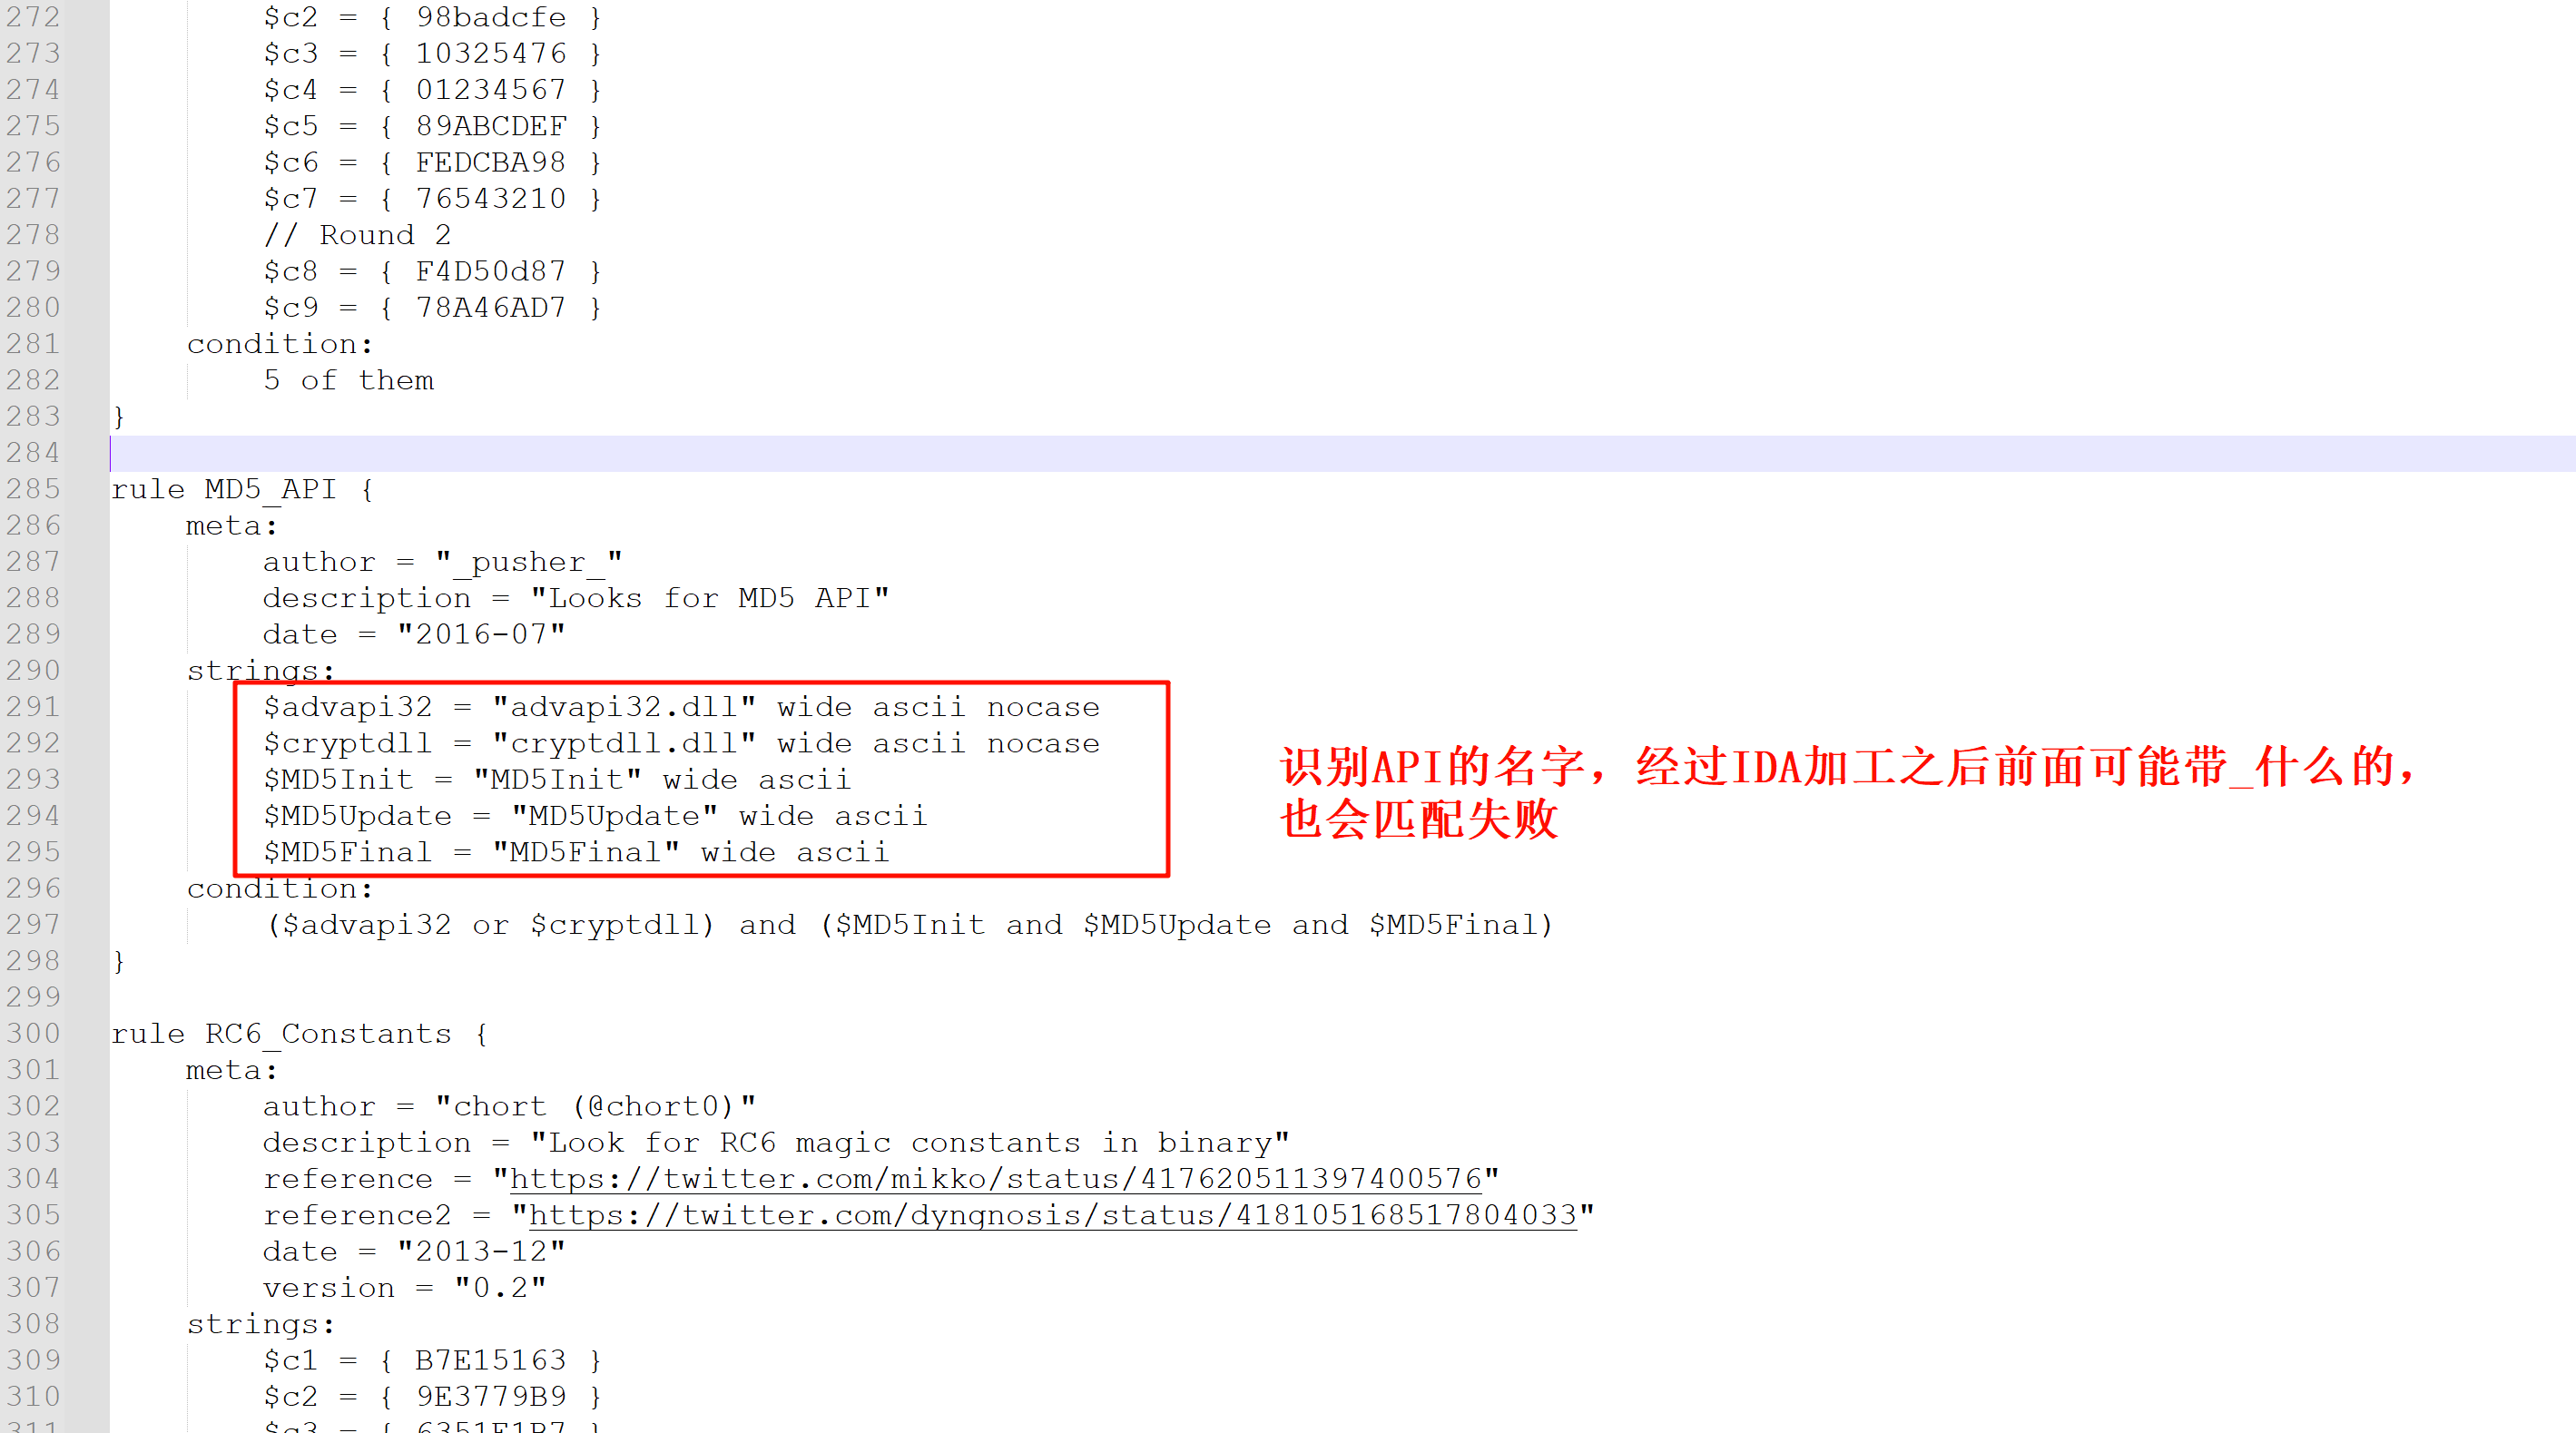 272 $c2 = { 98badcfe }
273 $c3 = { 10325476 }
274 $c4 = { 01234567 }
275 $c5 = { 89ABCDEF }
276 $c6 = { FEDCBA98 }
277 $c7 = { 76543210 }
278 // Round 2
279 $c8 = { F4D50d87 }
280 $c9 = { 78A46AD7 }
281 condition:
282 5 of them
283 }
284
285 rule MD5_API {
286 meta:
287 author = "_pusher_"
288 description = "Looks for MD5 API"
289 date = "2016-07"
290 strings:
291 $advapi32 = "advapi32.dll" wide ascii nocase
292 $cryptdll = "cryptdll.dll" wide ascii nocase
293 $MD5Init = "MD5Init" wide ascii
294 $MD5Update = "MD5Update" wide ascii
295 $MD5Final = "MD5Final" wide ascii
识别API的名字，经过IDA加工之后前面可能带_什么的，
也会匹配失败
296 condition:
297 ($advapi32 or $cryptdll) and ($MD5Init and $MD5Update and $MD5Final)
298 }
299
300 rule RC6_Constants {
301 meta:
302 author = "chort (@chort0)"
303 description = "Look for RC6 magic constants in binary"
304 reference = "https://twitter.com/mikko/status/417620511397400576"
305 reference2 = "https://twitter.com/dyngnosis/status/418105168517804033"
306 date = "2013-12"
307 version = "0.2"
308 strings:
309 $c1 = { B7E15163 }
310 $c2 = { 9E3779B9 }
311 $c3 = { 6351F1B7 }